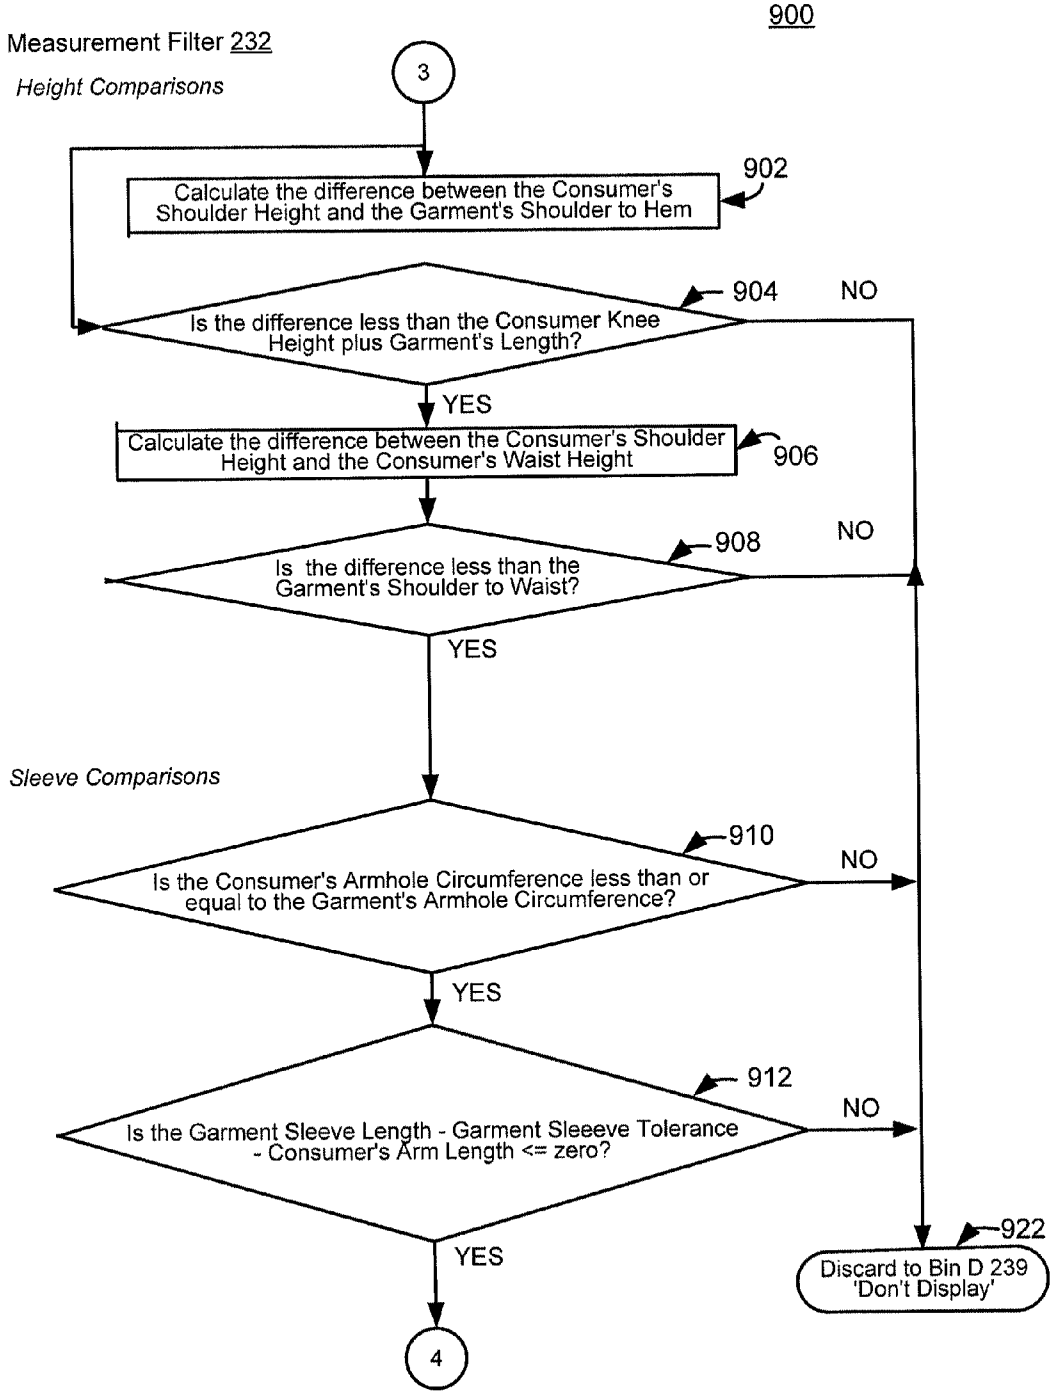 900
Measurement Filter 232
Height Comparisons
3
902
Calculate the difference between the Consumer's
Shoulder Height and the Garment's Shoulder to Hem
904
NO
Is the difference less than the Consumer Knee
Height plus Garment's Length?
YES
Calculate the difference between the Consumer's Shoulder
Height and the Consumer's Waist Height
906
NO
908
Is the difference less than the
Garment's Shoulder to Waist?
YES
Sleeve Comparisons
910
NO
Is the Consumer's Armhole Circumference less than or
equal to the Garment's Armhole Circumference?
YES
912
NO
Is the Garment Sleeve Length - Garment Sleeeve Tolerance
- Consumer's Arm Length <= zero?
YES
922
Discard to Bin D 239
'Don't Display'
4